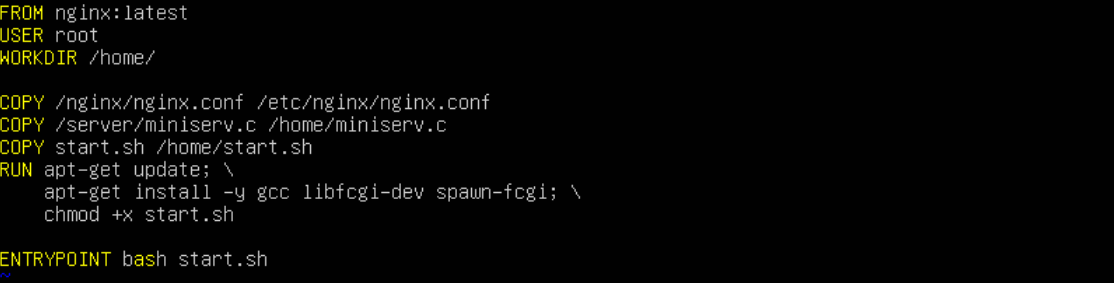 FROM nginx:latest
USER root
WORKDIR /home/
COPY /nginx/nginx.conf /etc/nginx/nginx.conf
COPY /server/miniserv.c /home/miniserv.c
COPY start.sh /home/start.sh
RUN apt-get update; \
    apt-get install -y gcc libfcgi-dev spawn-fcgi; \
    chmod +x start.sh
ENTRYPOINT bash start.sh
~